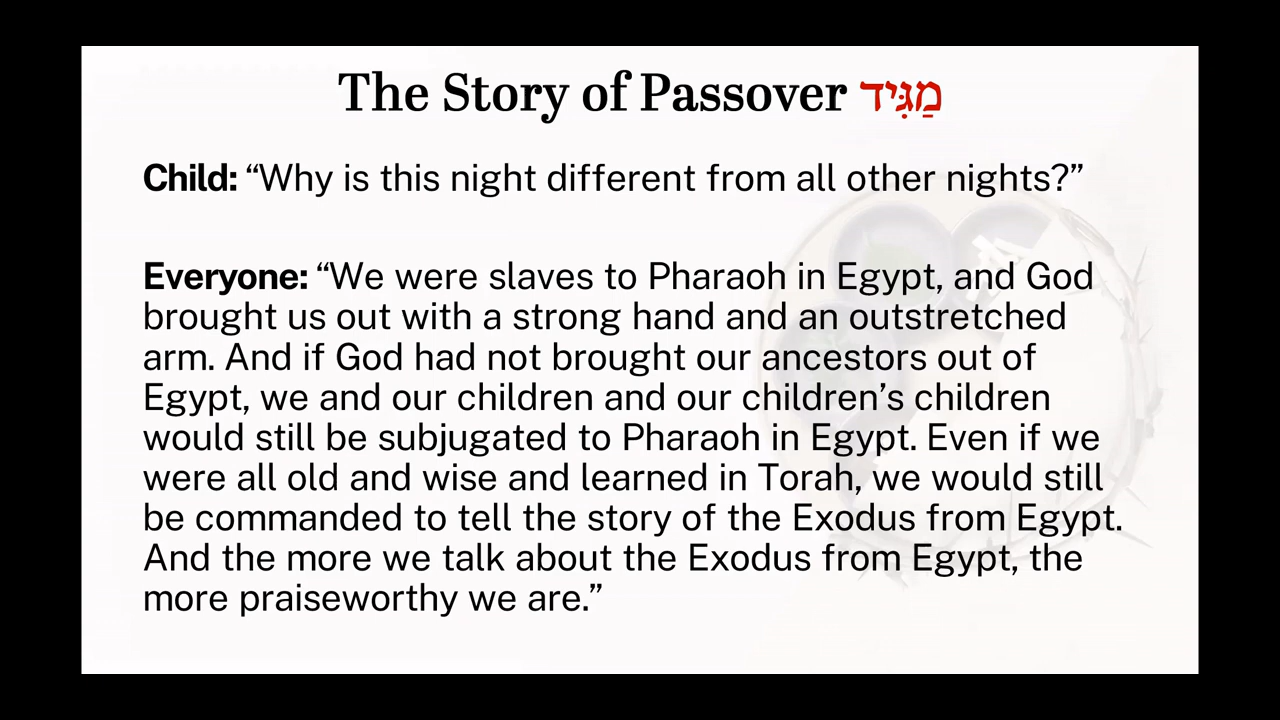 The Story of Passover מַגִּיד
Child: “Why is this night different from all other nights?”
Everyone: “We were slaves to Pharaoh in Egypt, and God
brought us out with a strong hand and an outstretched
arm. And if God had not brought our ancestors out of
Egypt, we and our children and our children’s children
would still be subjugated to Pharaoh in Egypt. Even if we
were all old and wise and learned in Torah, we would still
be commanded to tell the story of the Exodus from Egypt.
And the more we talk about the Exodus from Egypt, the
more praiseworthy we are.”